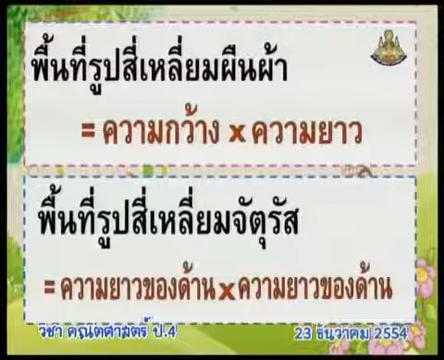 พื้นที่รูปสี่เหลี่ยมผืนผ้า
= ความกว้าง x ความยาว
พื้นที่รูปสี่เหลี่ยมจัตุรัส
= ความยาวของด้าน x ความยาวของด้าน
วิชา คณิตศาสตร์ ป.4
23 ธันวาคม 2554